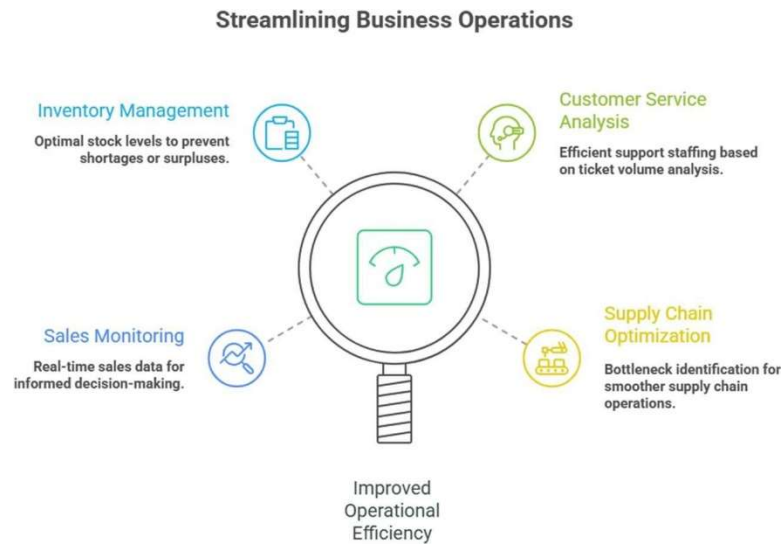 Streamlining Business Operations
Inventory Management
Optimal stock levels to prevent
shortages or surpluses.
Customer Service
Analysis
Efficient support staffing based
on ticket volume analysis.
Sales Monitoring
Real-time sales data for
informed decision-making.
Supply Chain
Optimization
Bottleneck identification for
smoother supply chain
operations.
Improved
Operational
Efficiency